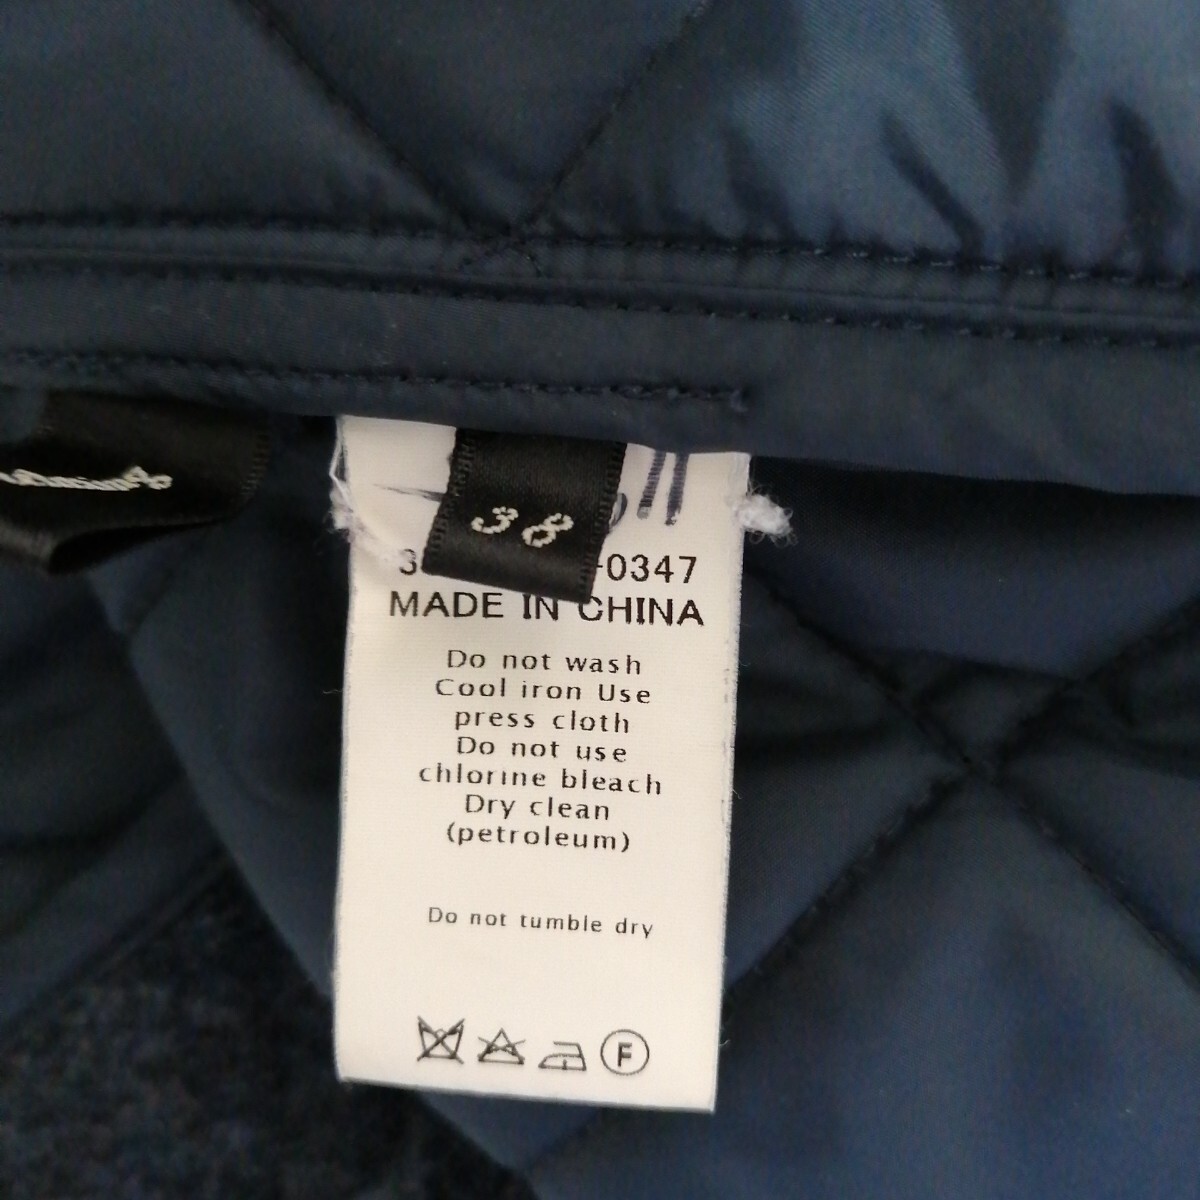 38
3
-0347
MADE IN CHINA
Do not wash
Cool iron Use
press cloth
Do not use
chlorine bleach
Dry clean
(petroleum)
Do not tumble dry
F